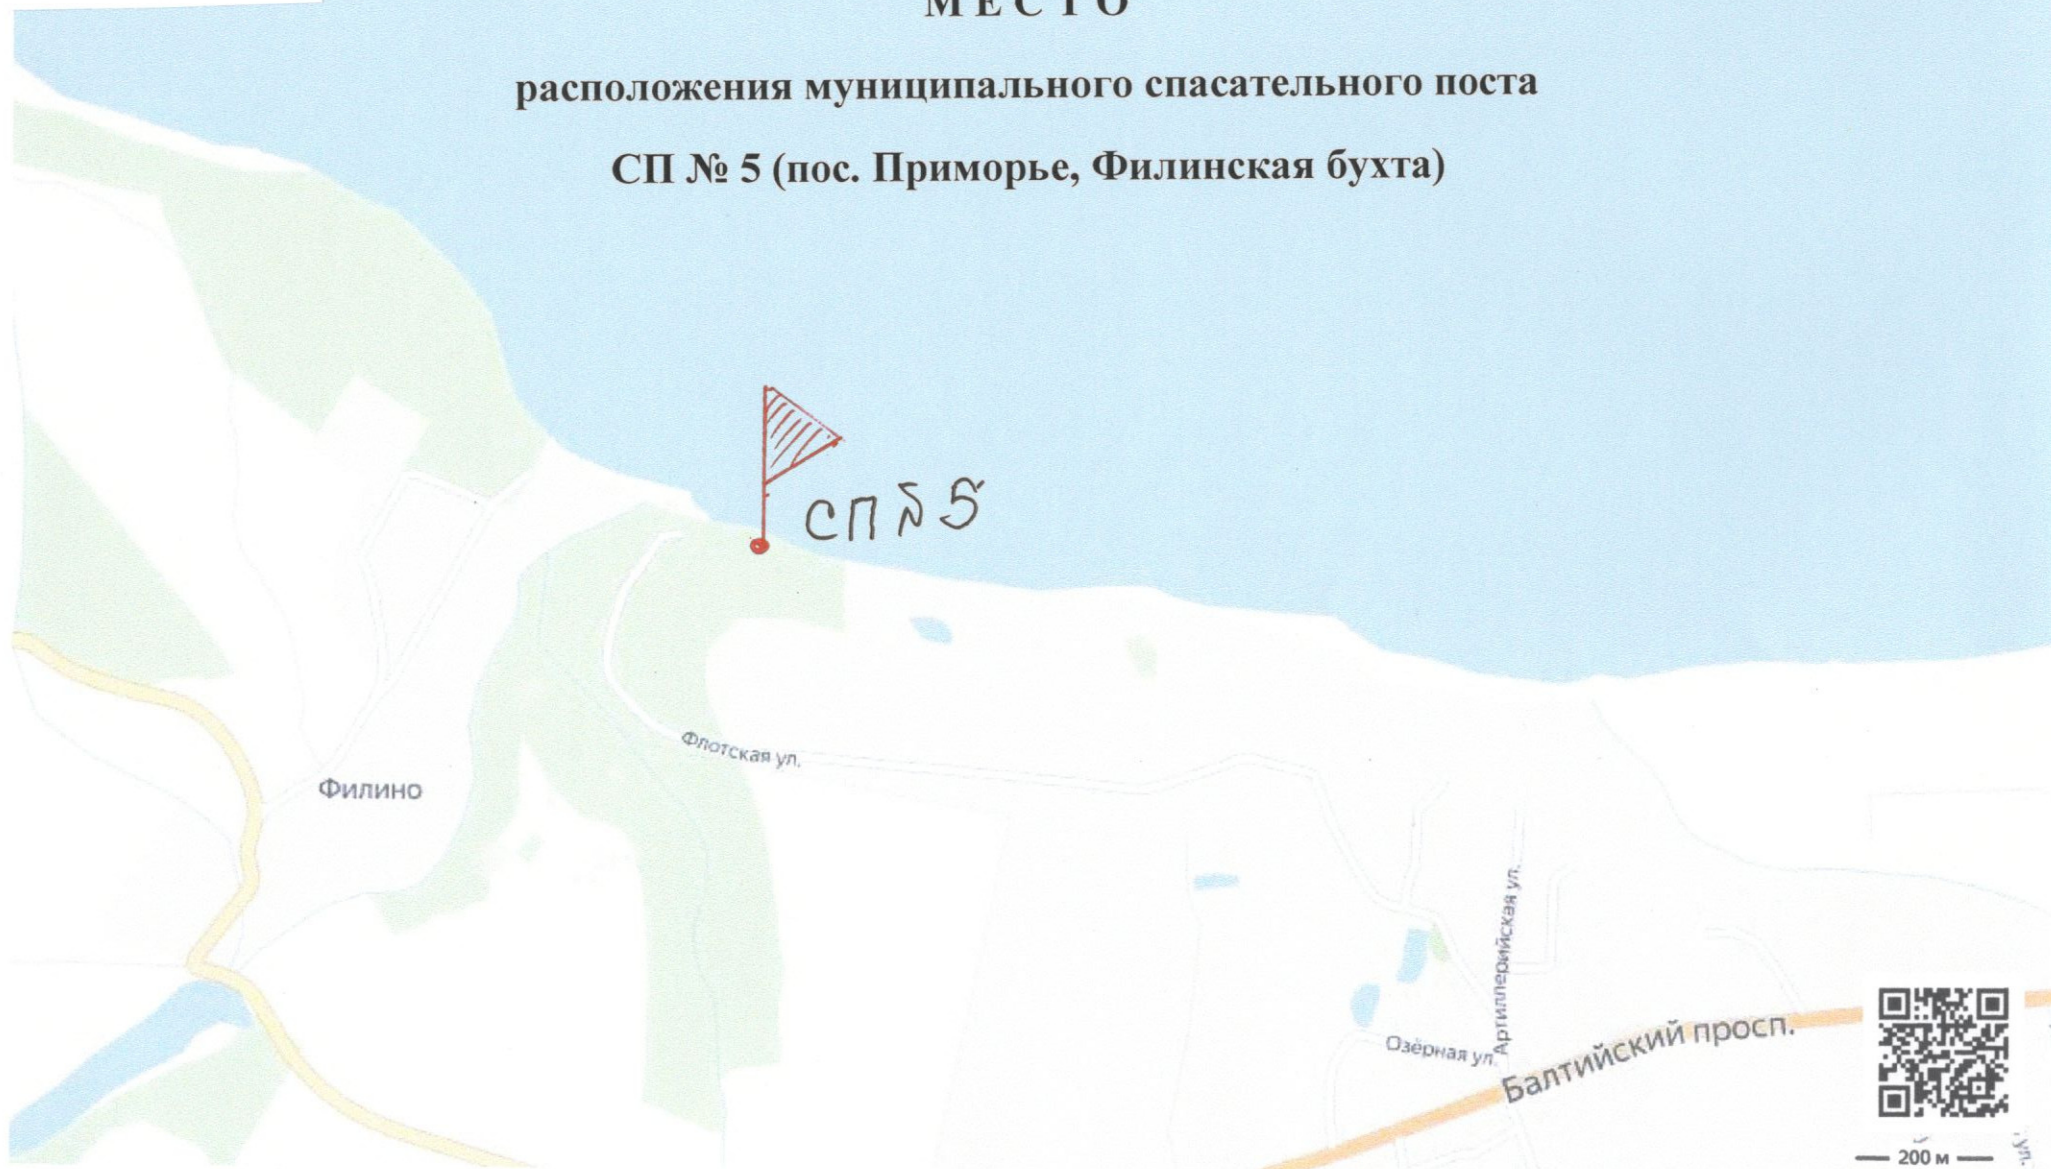 МЕСТО
расположения муниципального спасательного поста
СП № 5 (пос. Приморье, Филинская бухта)
СП № 5
Флотская ул.
Филино
Артиллерийская ул.
Озёрная ул.
Балтийский просп.
200 м
ул.